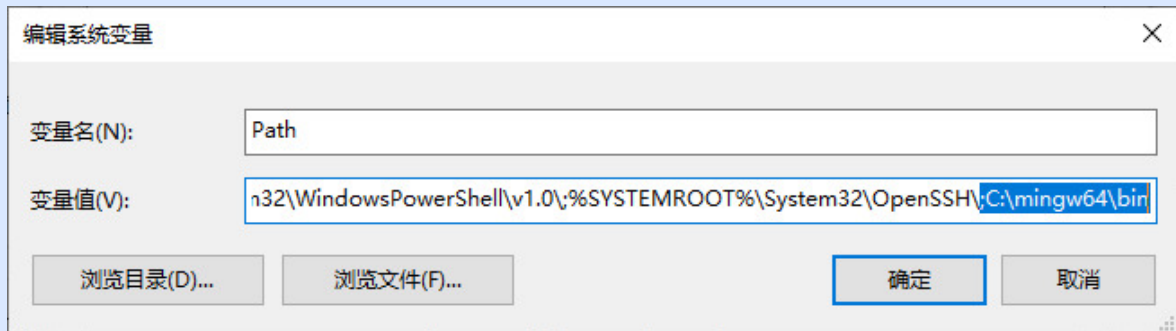 编辑系统变量
变量名(N):
Path
变量值(V):
n32\WindowsPowerShell\v1.0\;%SYSTEMROOT%\System32\OpenSSH\;C:\mingw64\bin
浏览目录(D)...
浏览文件(F)...
确定
取消